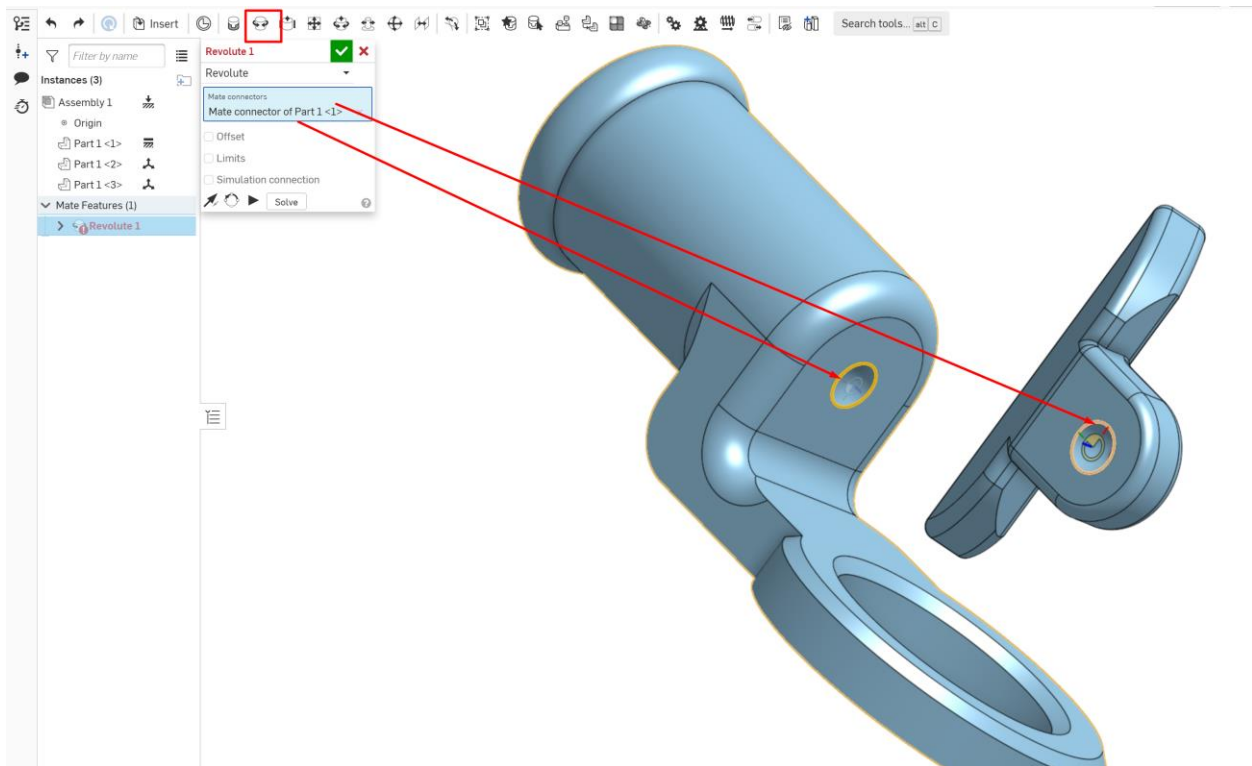 Insert
Search tools... alt C
Filter by name
Instances (3)
Assembly 1
Origin
Part 1 <1>
Part 1 <2>
Part 1 <3>
Mate Features (1)
Revolute 1
Revolute 1
Revolute
Mate connectors
Mate connector of Part 1 <1>
Offset
Limits
Simulation connection
Solve